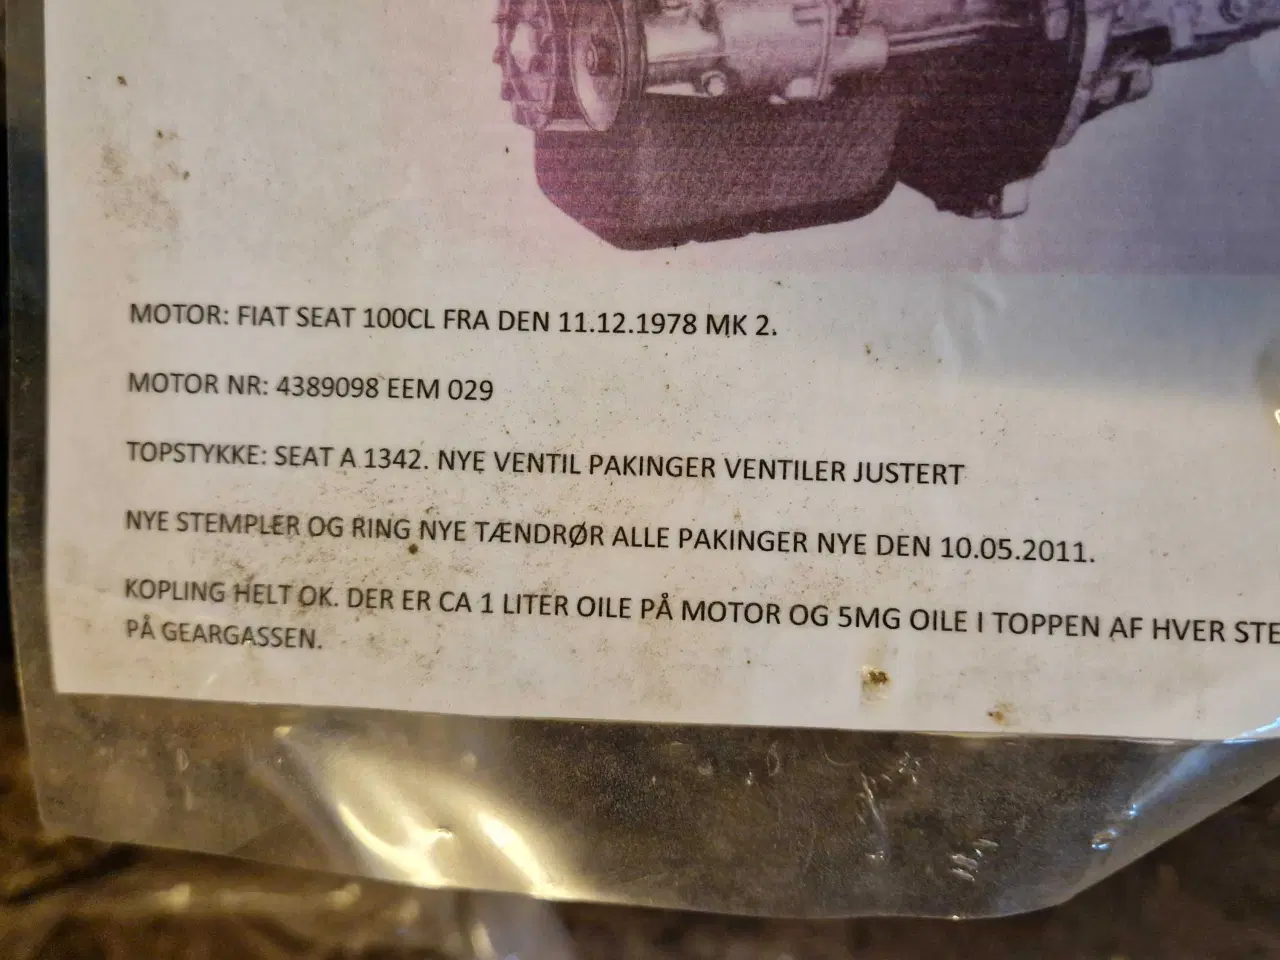 MOTOR: FIAT SEAT 100CL FRA DEN 11.12.1978 MK 2.
MOTOR NR: 4389098 EEM 029
TOPSTYKKE: SEAT A 1342. NYE VENTIL PAKINGER VENTILER JUSTERT
NYE STEMPLER OG RING NYE TÆNDRØR ALLE PAKINGER NYE DEN 10.05.2011.
KOPLING HELT OK. DER ER CA 1 LITER OILE PÅ MOTOR OG 5MG OILE I TOPPEN AF HVER STE
PÅ GEARGASSEN.